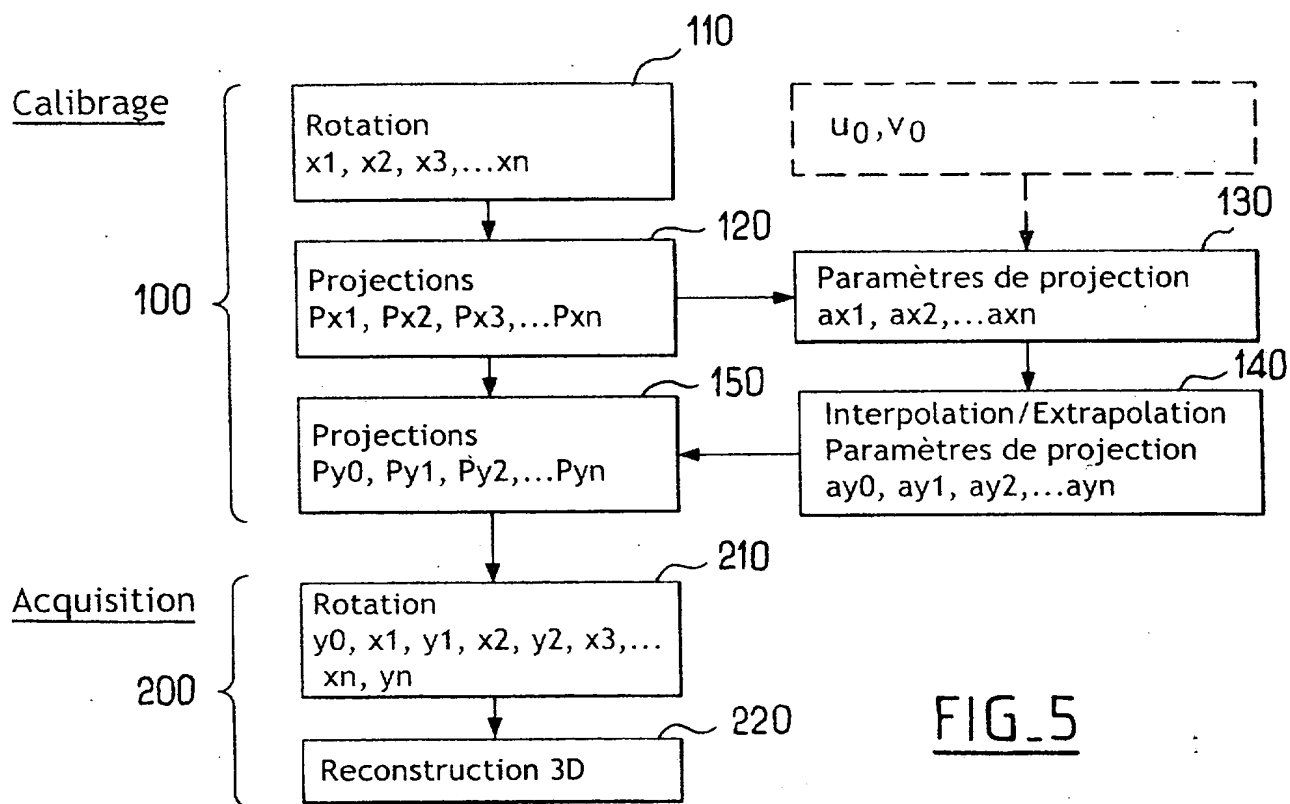 110
Calibrage
Rotation
x1, x2, x3,...xn
u0,v0
120
130
100
Projections
Px1, Px2, Px3,...Pxn
Paramètres de projection
ax1, ax2,...axn
150
140
Projections
Py0, Py1, Py2,...Pyn
Interpolation/Extrapolation
Paramètres de projection
ay0, ay1, ay2,...ayn
210
Acquisition
Rotation
y0, x1, y1, x2, y2, x3,...
xn, yn
200
220
Reconstruction 3D
FIG_5